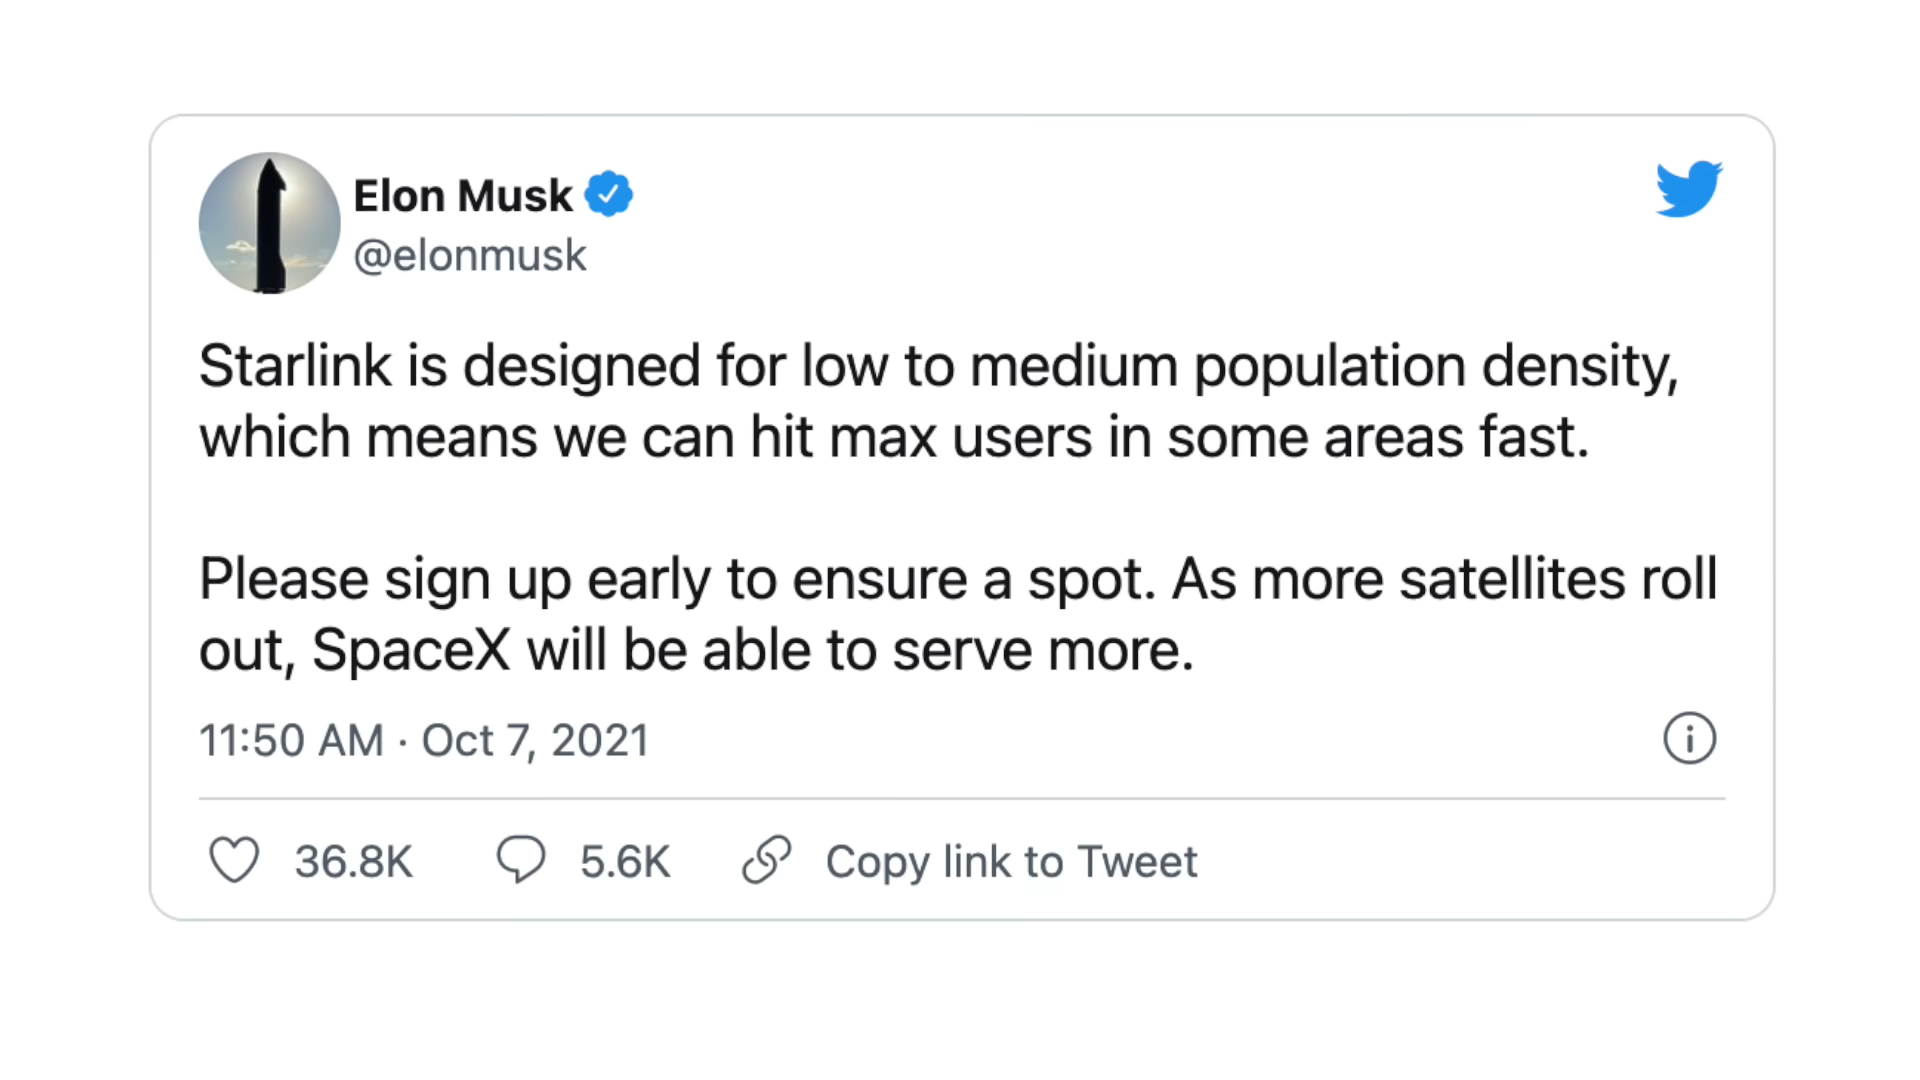 Elon Musk
@elonmusk
Starlink is designed for low to medium population density,
which means we can hit max users in some areas fast.
Please sign up early to ensure a spot. As more satellites roll
out, SpaceX will be able to serve more.
11:50 AM · Oct 7, 2021
36.8K 5.6K Copy link to Tweet